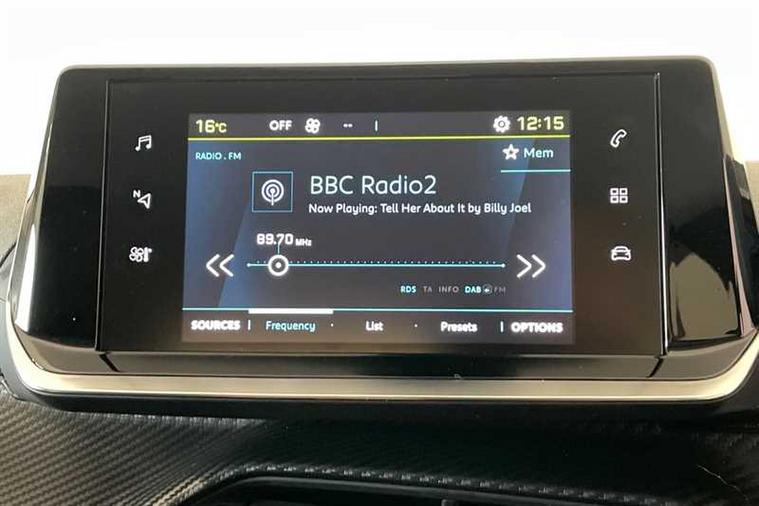 16°C OFF -- 12:15
RADIO . FM
Mem
BBC Radio2
Now Playing: Tell Her About It by Billy Joel
89.70 MHz
RDS TA INFO DAB FM
SOURCES Frequency List Presets OPTIONS
N